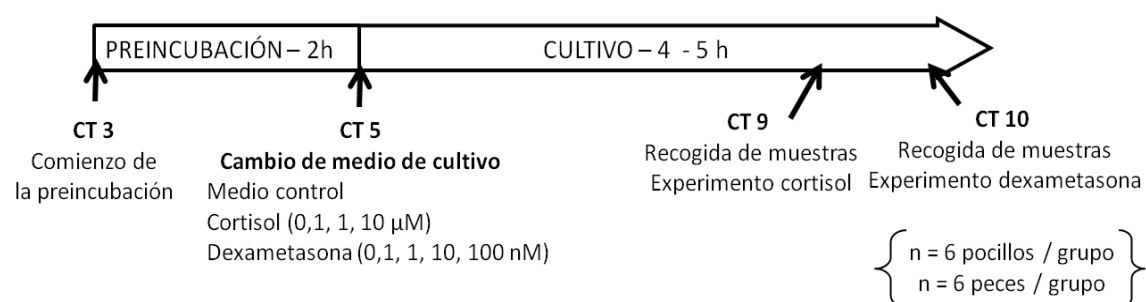 PREINCUBACIÓN – 2h
CULTIVO – 4 - 5 h
CT 3
Comienzo de
la preincubación
CT 5
Cambio de medio de cultivo
Medio control
Cortisol (0,1, 1, 10 µM)
Dexametasona (0,1, 1, 10, 100 nM)
CT 9
Recogida de muestras
Experimento cortisol
CT 10
Recogida de muestras
Experimento dexametasona
n = 6 pocillos / grupo
n = 6 peces / grupo